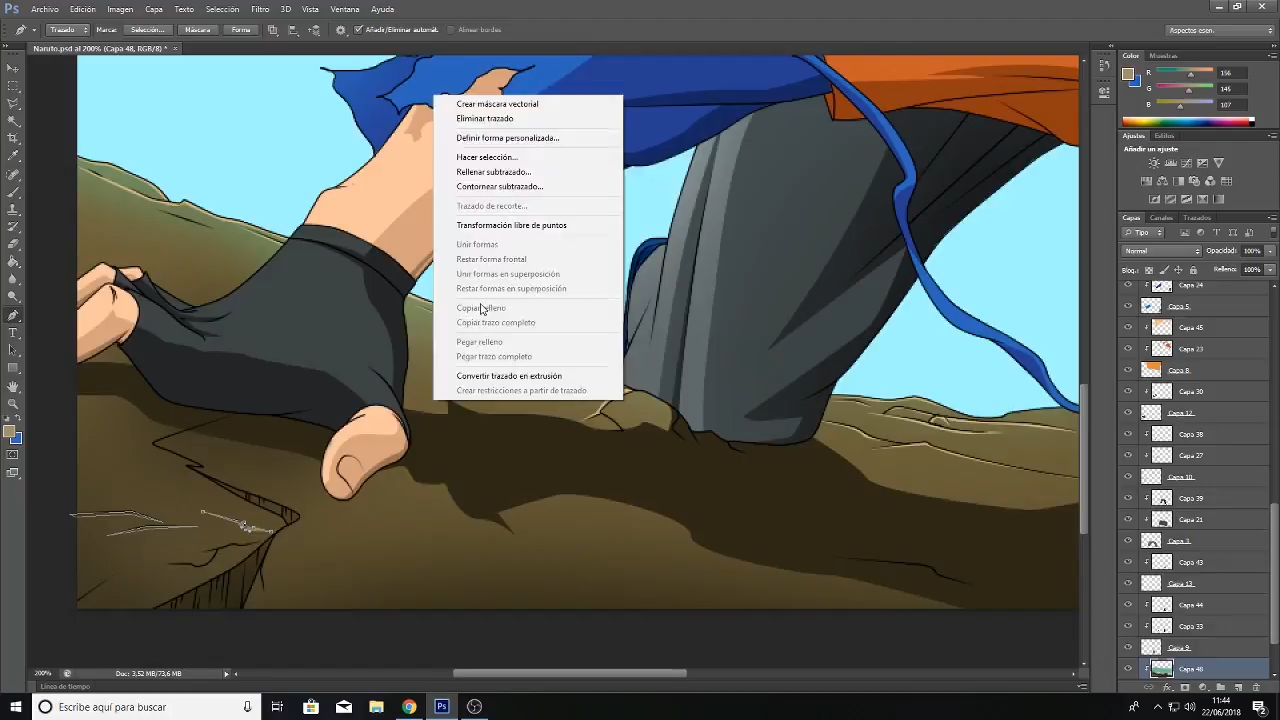 Ps Archivo Edición Imagen Capa Texto Selección Filtro 3D Vista Ventana Ayuda
Trazado Marca: Selección... Máscara Forma Añadir/Eliminar automát. Alinear bordes Aspectos esen.
Naruto.psd al 200% (Capa 48, RGB/8) * ×
Crear máscara vectorial
Eliminar trazado
Definir forma personalizada...
Hacer selección...
Rellenar subtrazado...
Contornear subtrazado...
Trazado de recorte...
Transformación libre de puntos
Unir formas
Restar forma frontal
Unir formas en superposición
Restar formas en superposición
Copiar relleno
Copiar trazo completo
Pegar relleno
Pegar trazo completo
Convertir trazado en extrusión
Crear restricciones a partir de trazado
Color Muestras
R 156
G 145
B 107
Ajustes Estilos
Añadir un ajuste
Capas Canales Trazados
Tipo
Normal Opacidad: 100%
Bloq.: Relleno: 100%
Capa 24
Capa 5
Capa 45
Capa 23
Capa 8
Capa 30
Capa 12
Capa 38
Capa 27
Capa 10
Capa 39
Capa 21
Capa 3
Capa 43
Capa 13
Capa 44
Capa 33
Capa 9
Capa 48
200% Doc: 3,52 MB/73,6 MB
Línea de tiempo
Escribe aquí para buscar
11:44
22/06/2018